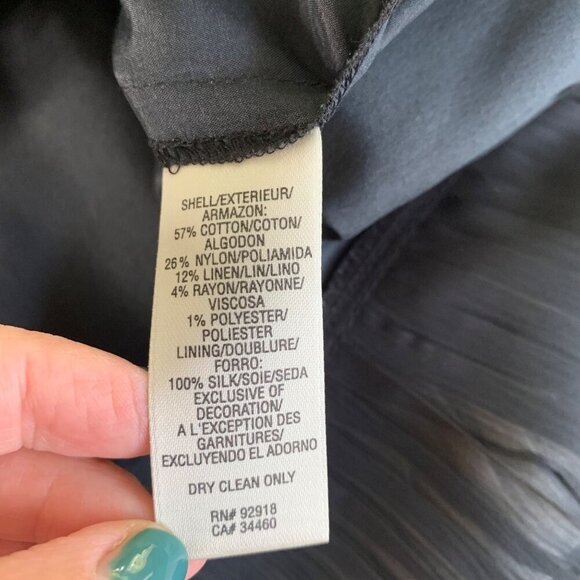 SHELL/EXTERIEUR/
ARMAZON:
57% COTTON/COTON/
ALGODON
26% NYLON/POLIAMIDA
12% LINEN/LIN/LINO
4% RAYON/RAYONNE/
VISCOSA
1% POLYESTER/
POLIESTER
LINING/DOUBLURE/
FORRO:
100% SILK/SOIE/SEDA
EXCLUSIVE OF
DECORATION/
A L'EXCEPTION DES
GARNITURES/
EXCLUYENDO EL ADORNO
DRY CLEAN ONLY
RN# 92918
CA# 34460